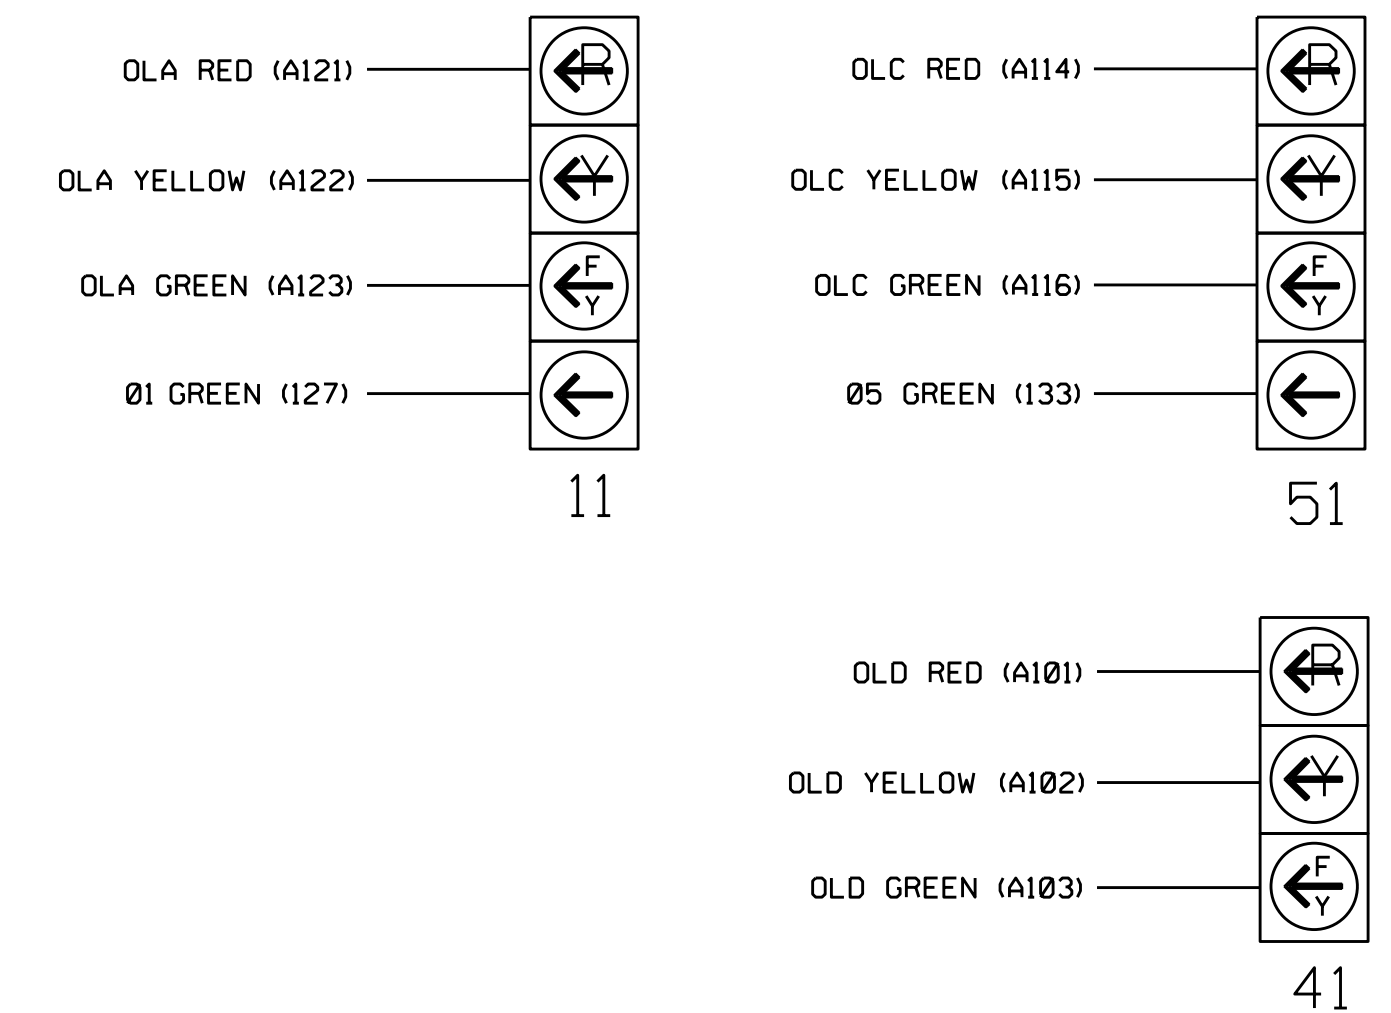 OLA RED (A121)
R
OLA YELLOW (A122)
Y
OLA GREEN (A123)
F
Y
Ø1 GREEN (127)
11
OLC RED (A114)
R
OLC YELLOW (A115)
Y
OLC GREEN (A116)
F
Y
Ø5 GREEN (133)
51
OLD RED (A1Ø1)
R
OLD YELLOW (A1Ø2)
Y
OLD GREEN (A1Ø3)
F
Y
41